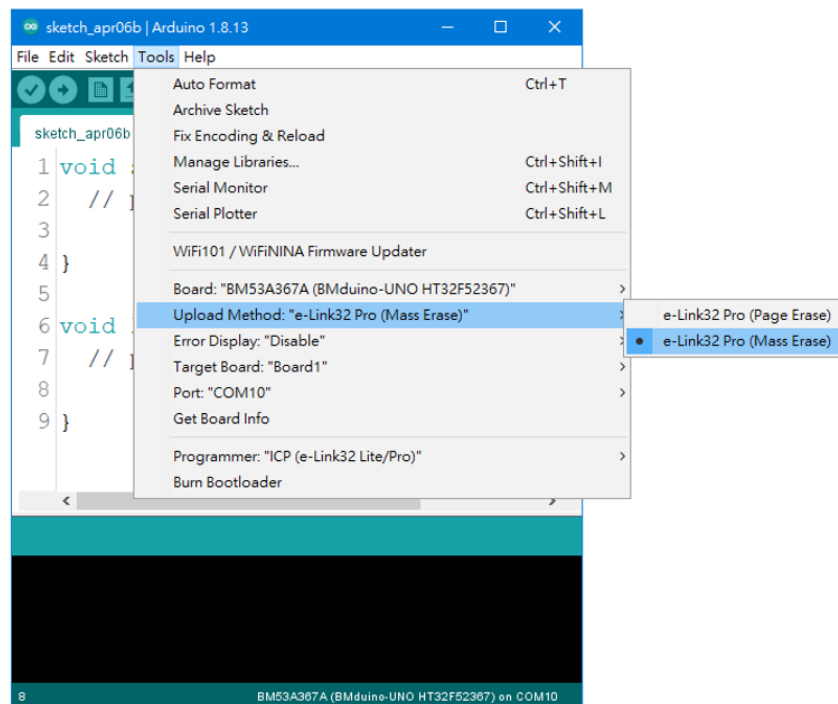 sketch_apr06b | Arduino 1.8.13
File Edit Sketch Tools Help
sketch_apr06b
Auto Format Ctrl+T
Archive Sketch
Fix Encoding & Reload
Manage Libraries... Ctrl+Shift+I
Serial Monitor Ctrl+Shift+M
Serial Plotter Ctrl+Shift+L
WiFi101 / WiFiNINA Firmware Updater
Board: "BM53A367A (BMduino-UNO HT32F52367)"
Upload Method: "e-Link32 Pro (Mass Erase)"
Error Display: "Disable"
Target Board: "Board1"
Port: "COM10"
Get Board Info
Programmer: "ICP (e-Link32 Lite/Pro)"
Burn Bootloader
e-Link32 Pro (Page Erase)
e-Link32 Pro (Mass Erase)
1 void
2 //
3
4 }
5
6 void
7 //
8
9 }
8 BM53A367A (BMduino-UNO HT32F52367) on COM10